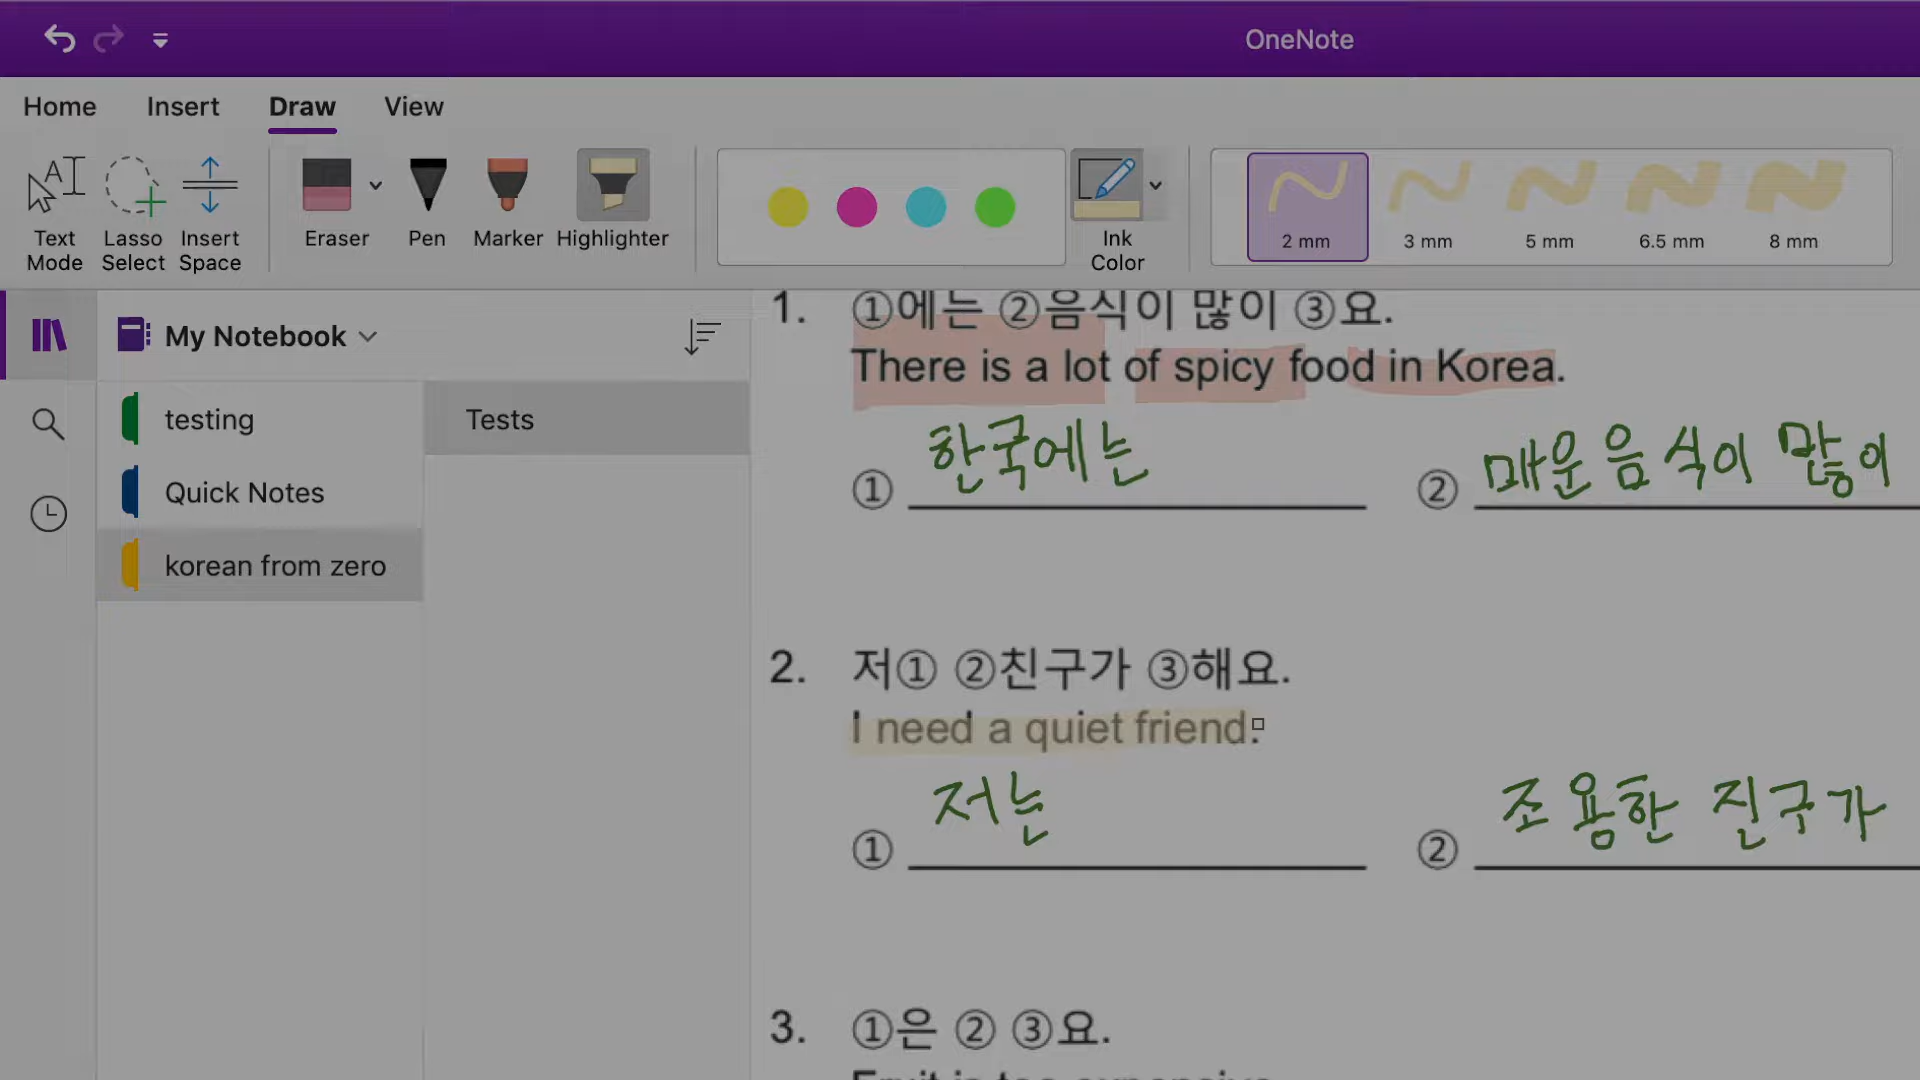 OneNote
Home Insert Draw View
Text Mode
Lasso Select
Insert Space
Eraser
Pen
Marker
Highlighter
Ink Color
2 mm
3 mm
5 mm
6.5 mm
8 mm
My Notebook
testing
Quick Notes
korean from zero
Tests
1. ①에는 ②음식이 많이 ③요.
There is a lot of spicy food in Korea.
① 한국에는 ② 매운 음식이 많이
2. 저① ②친구가 ③해요.
I need a quiet friend.
① 저는 ② 조용한 친구가
3. ①은 ② ③요.
Fruit is too expensive